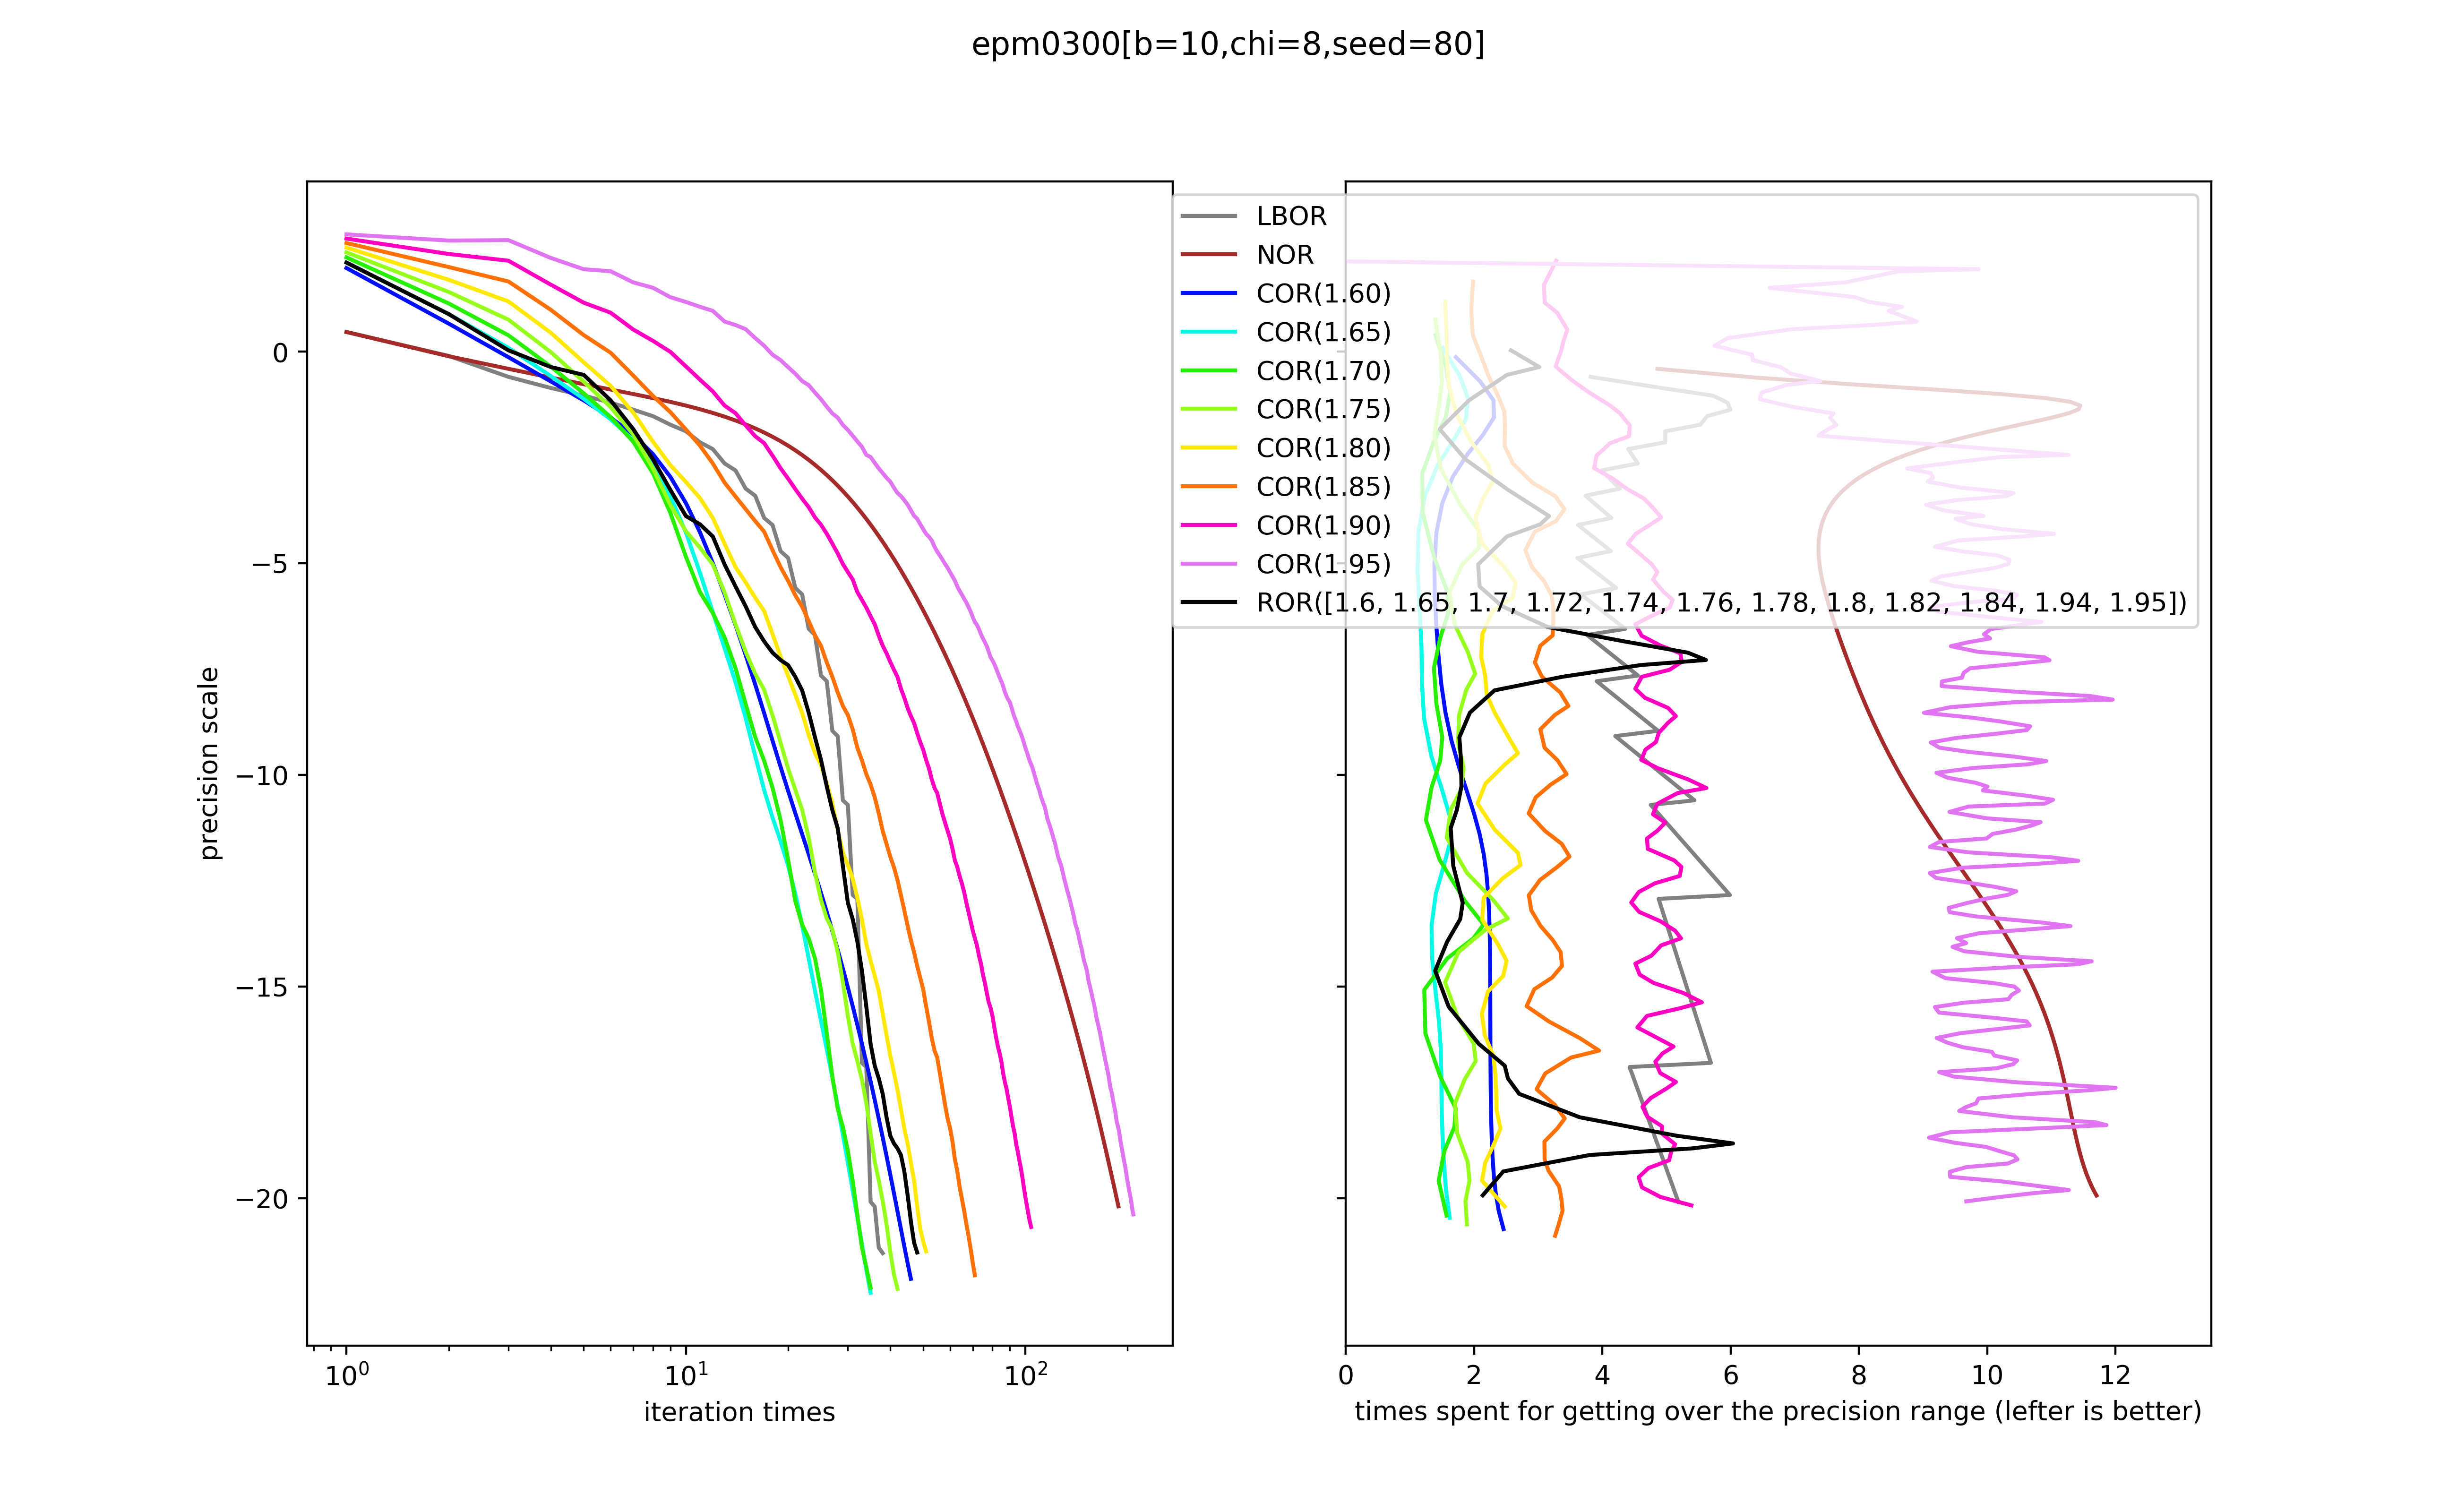 epm0300[b=10,chi=8,seed=80]
precision scale
0
−5
−10
−15
−20
10⁰ 10¹ 10²
iteration times
LBOR
NOR
COR(1.60)
COR(1.65)
COR(1.70)
COR(1.75)
COR(1.80)
COR(1.85)
COR(1.90)
COR(1.95)
ROR([1.6, 1.65, 1.7, 1.72, 1.74, 1.76, 1.78, 1.8, 1.82, 1.84, 1.94, 1.95])
0 2 4 6 8 10 12
times spent for getting over the precision range (lefter is better)